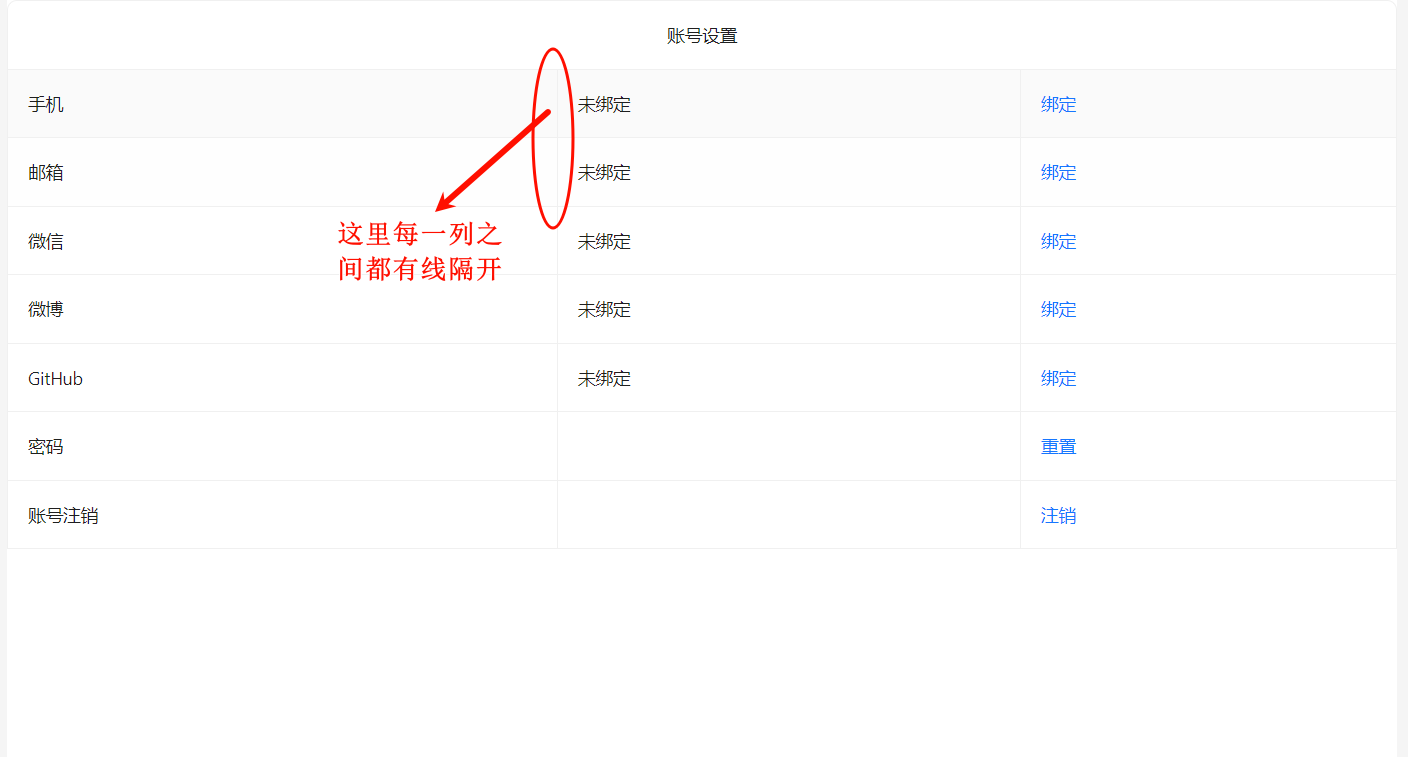 账号设置
手机 未绑定 绑定
邮箱 未绑定 绑定
这里每一列之
间都有线隔开
微信 未绑定 绑定
微博 未绑定 绑定
GitHub 未绑定 绑定
密码 重置
账号注销 注销